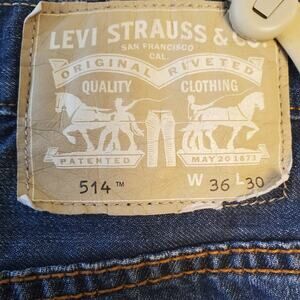 LEVI STRAUSS & CO.
SAN FRANCISCO
CAL.
ORIGINAL RIVETED
QUALITY CLOTHING
PATENTED MAY 20 1873
514™ W 36 L 30